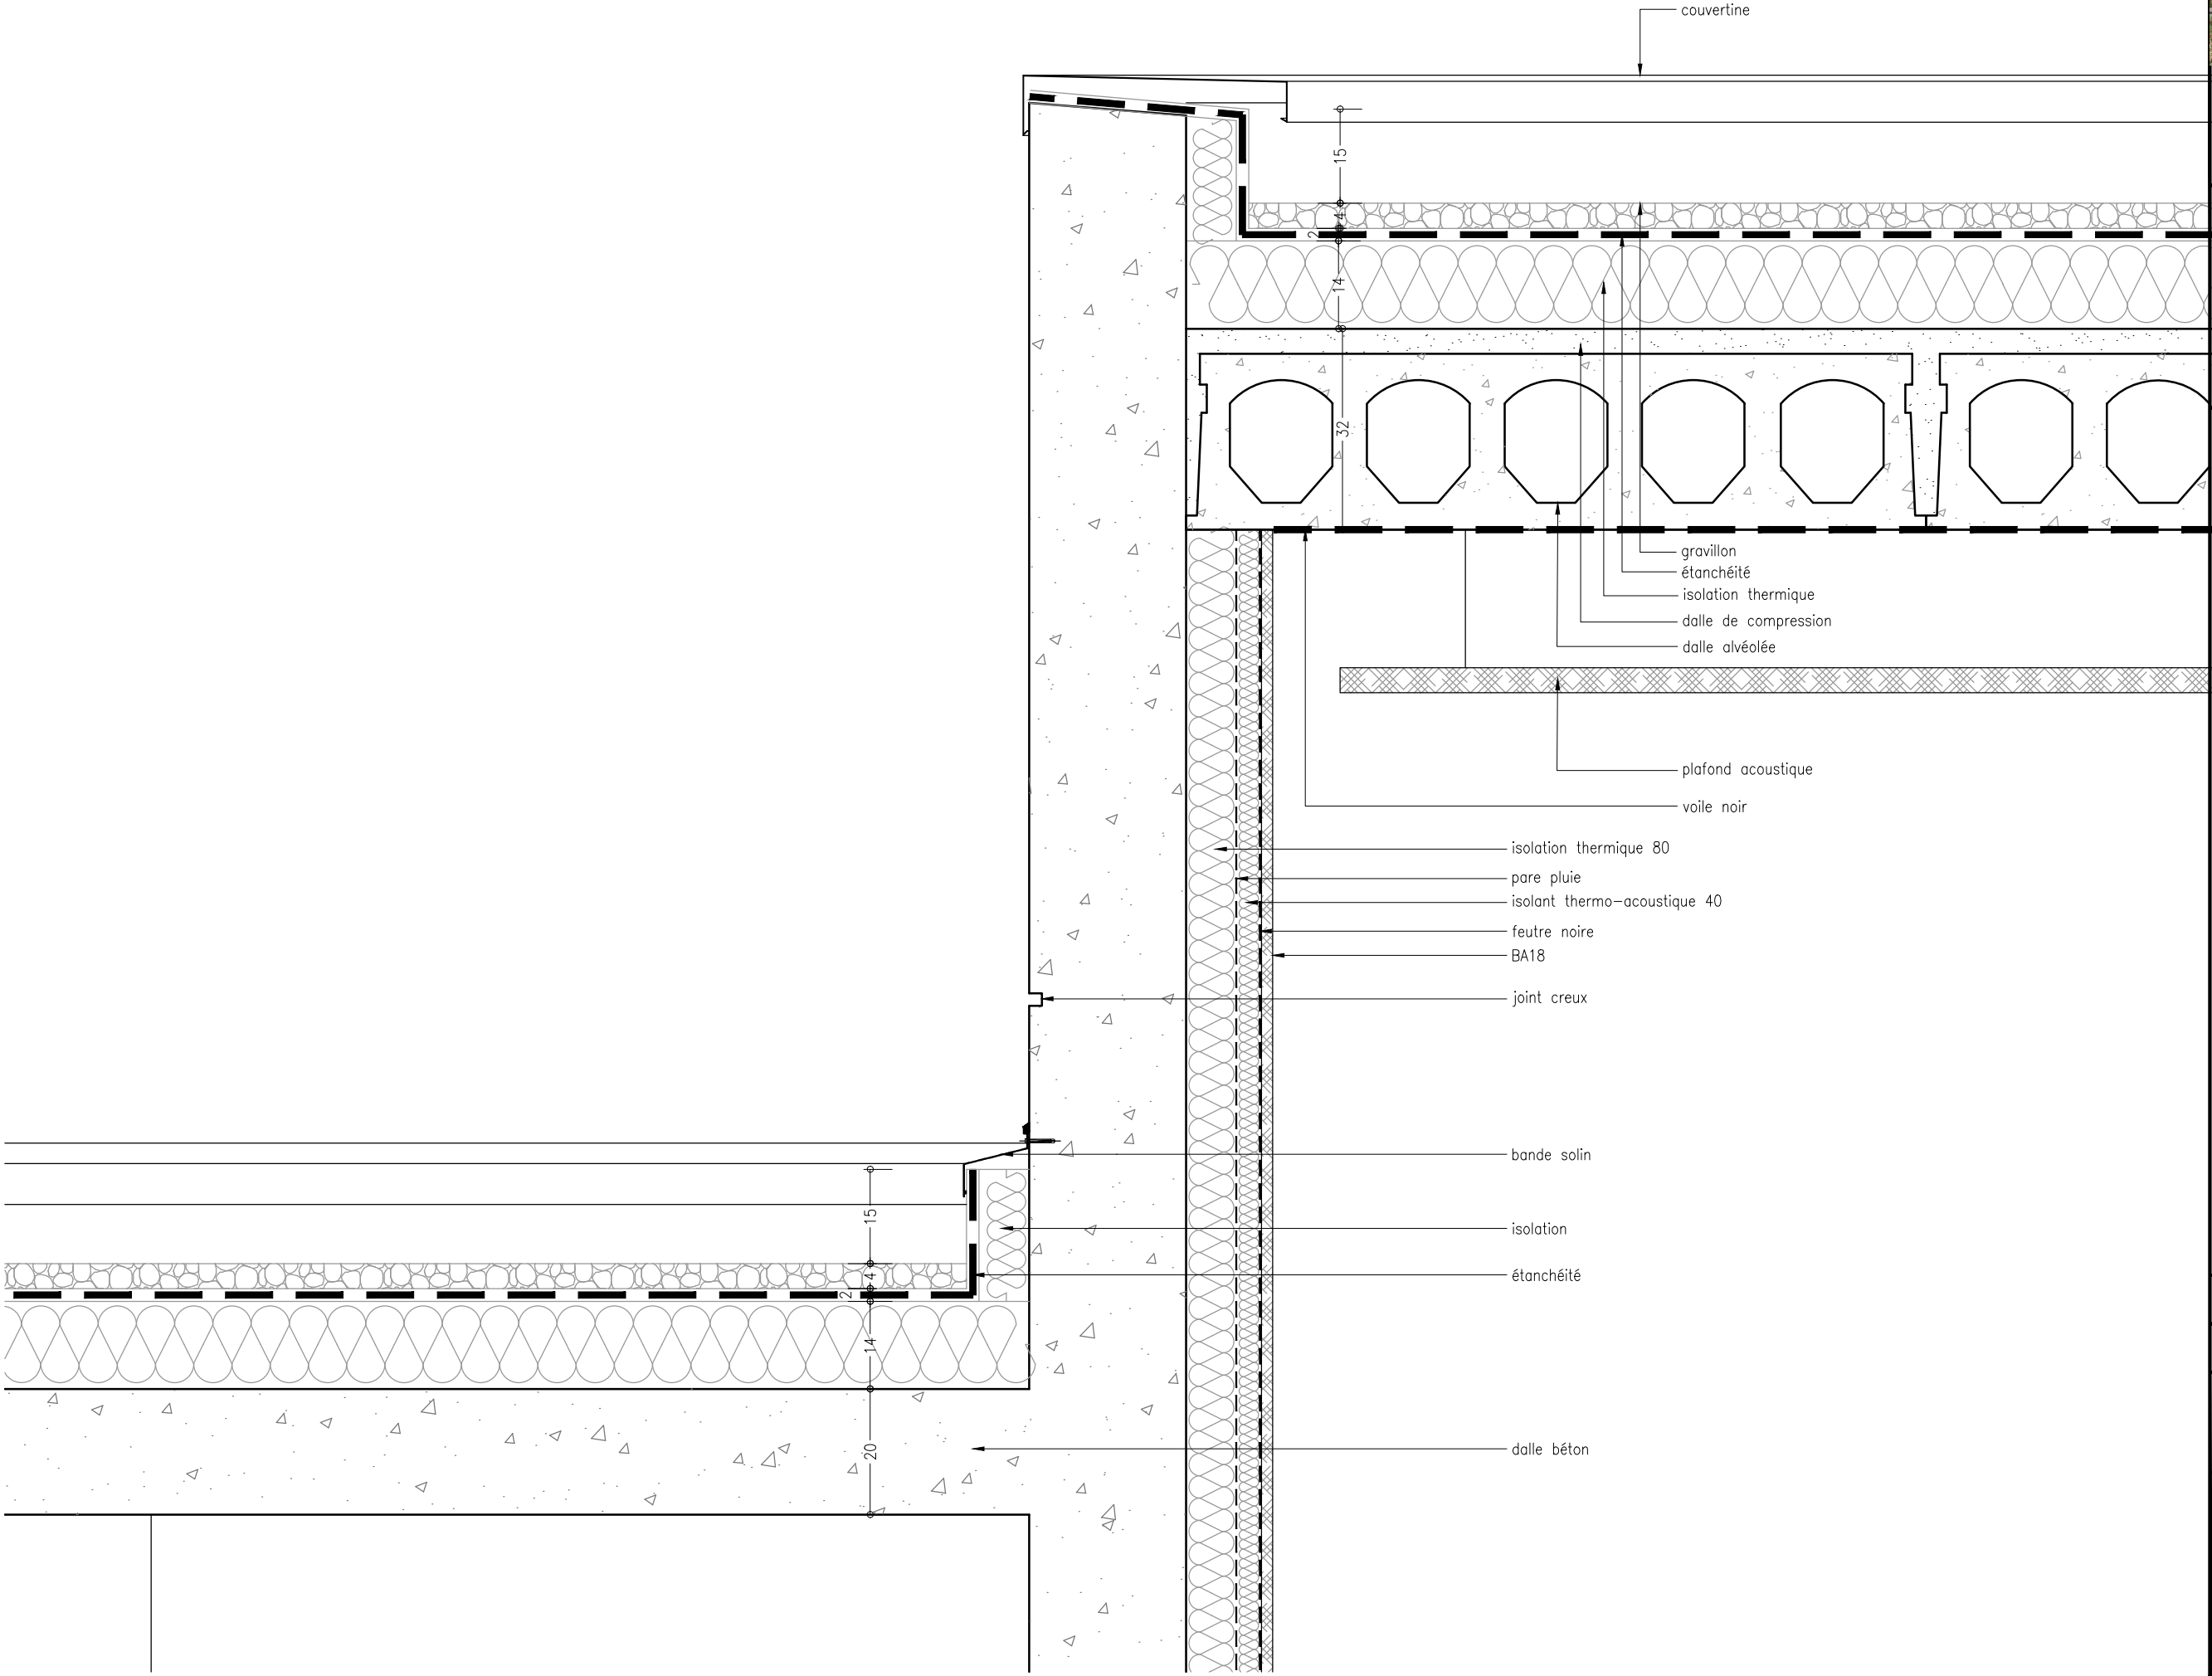 couvertine
15
4
2
14
32
gravillon
étanchéité
isolation thermique
dalle de compression
dalle alvéolée
plafond acoustique
voile noir
isolation thermique 80
pare pluie
isolant thermo-acoustique 40
feutre noire
BA18
joint creux
bande solin
15
isolation
4
étanchéité
2
14
20
dalle béton